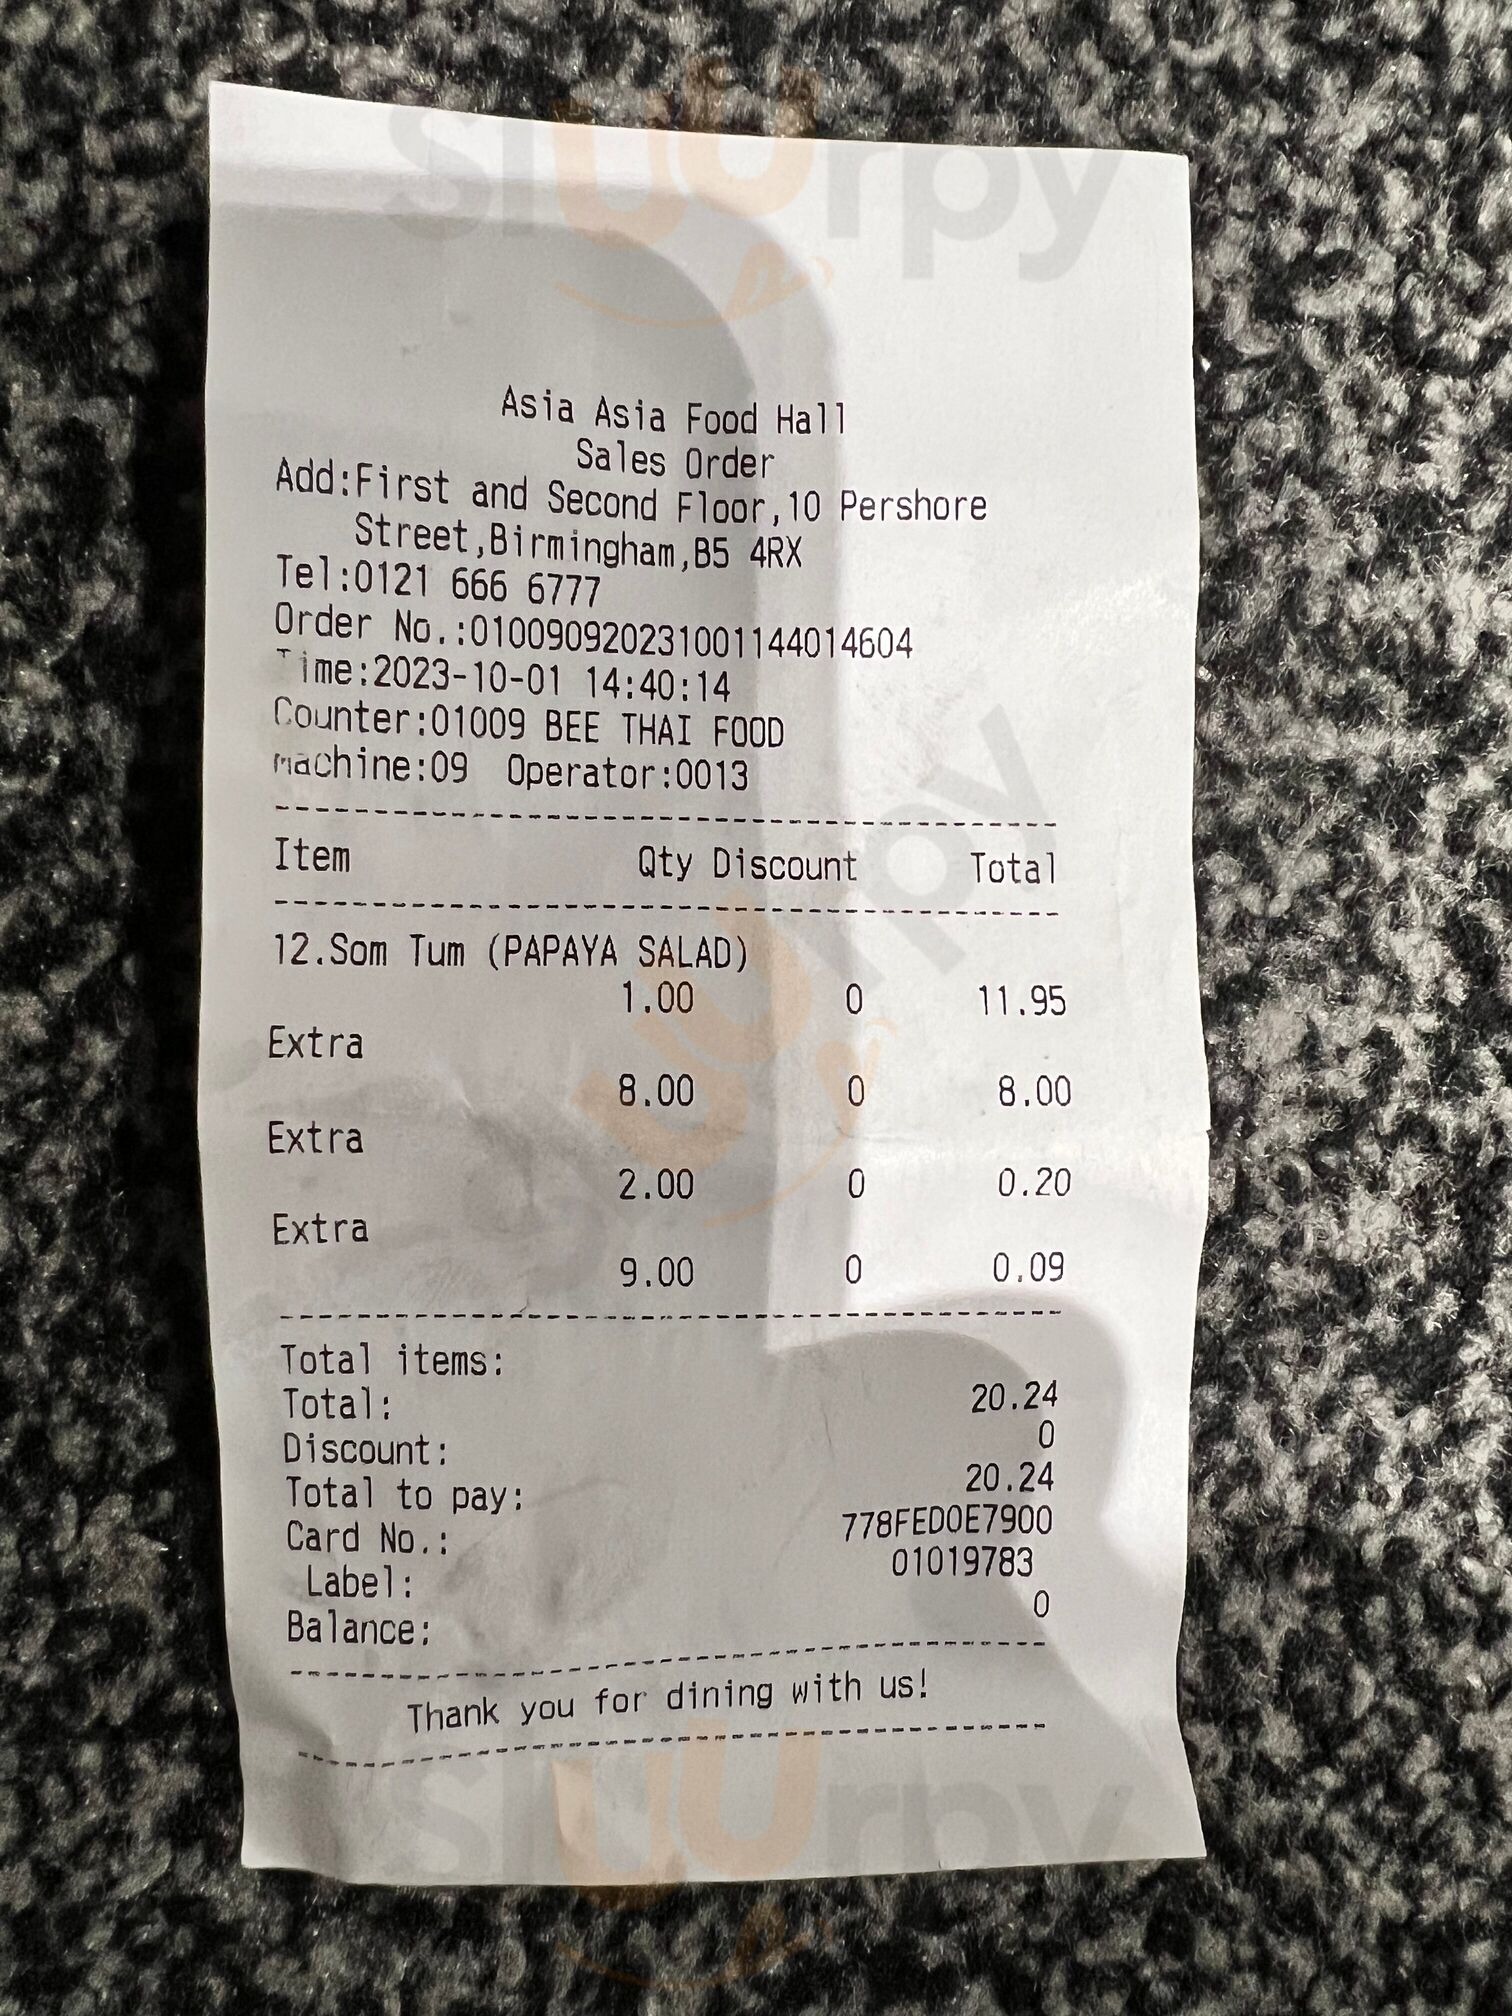 slurpy
Asia Asia Food Hall
Sales Order
Add:First and Second Floor,10 Pershore
Street,Birmingham,B5 4RX
Tel:0121 666 6777
Order No.:010090920231001144014604
Time:2023-10-01 14:40:14
Counter:01009 BEE THAI FOOD
Machine:09 Operator:0013
Item Qty Discount Total
12.Som Tum (PAPAYA SALAD)
1.00 0 11.95
Extra
8.00 0 8.00
Extra
2.00 0 0.20
Extra
9.00 0 0.09
slurpy
Total items:
Total: 20.24
Discount: 0
Total to pay: 20.24
Card No.: 778FED0E7900
Label: 01019783
Balance: 0
Thank you for dining with us!
slurpy